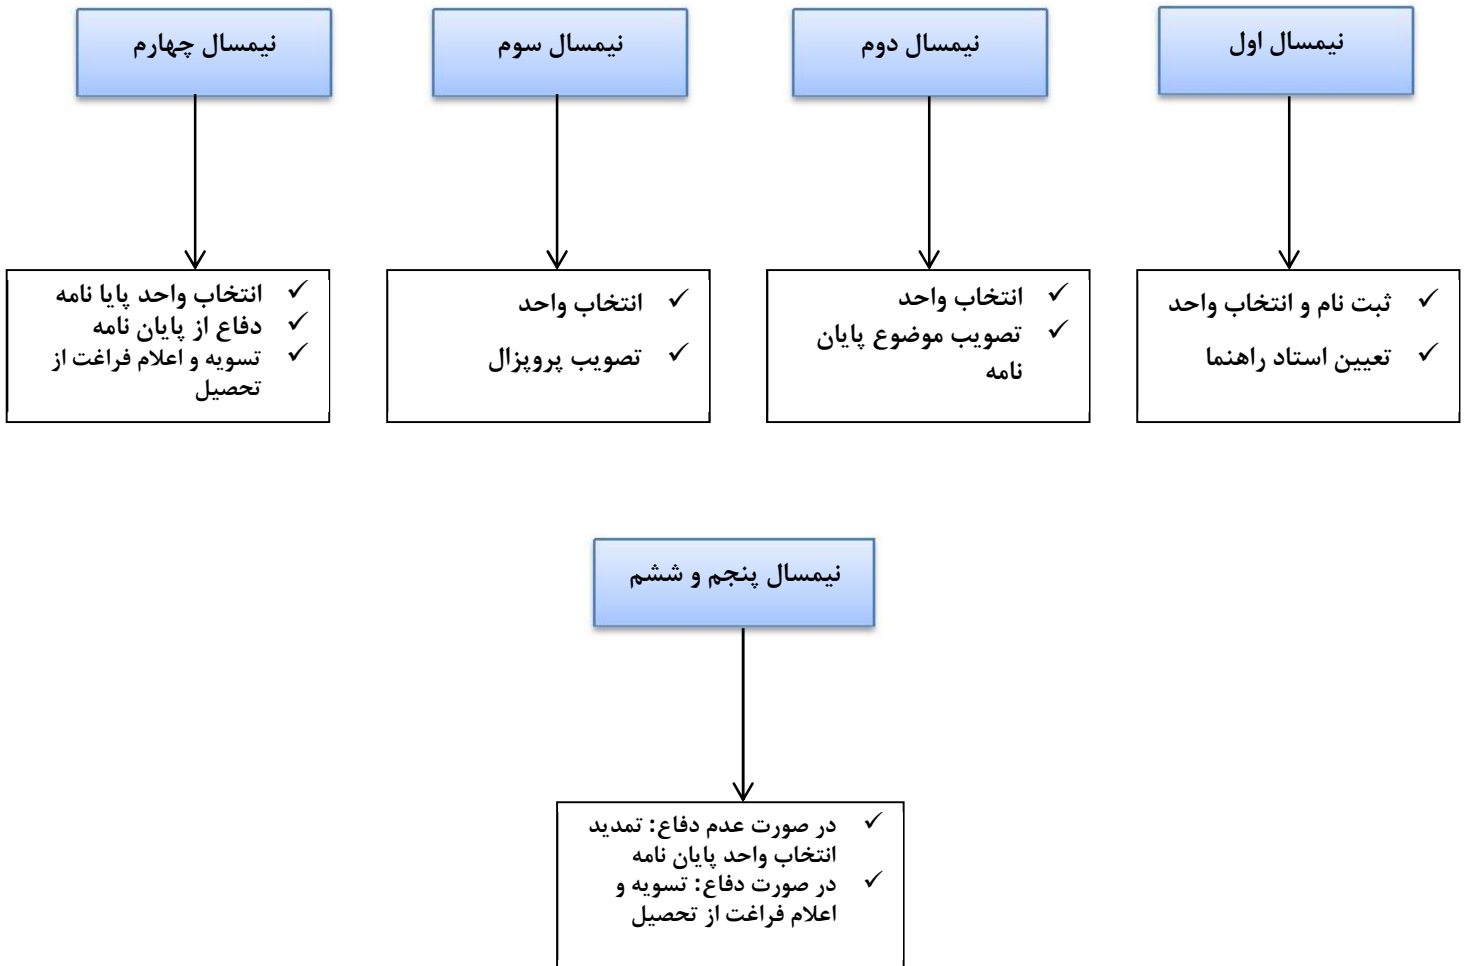 نیمسال اول
نیمسال دوم
نیمسال سوم
نیمسال چهارم
✓ ثبت نام و انتخاب واحد
✓ تعیین استاد راهنما
✓ انتخاب واحد
✓ تصویب موضوع پایان
نامه
✓ انتخاب واحد
✓ تصویب پروپزال
✓ انتخاب واحد پایا نامه
✓ دفاع از پایان نامه
✓ تسویه و اعلام فراغت از
تحصیل
نیمسال پنجم و ششم
✓ در صورت عدم دفاع: تمدید
انتخاب واحد پایان نامه
✓ در صورت دفاع: تسویه و
اعلام فراغت از تحصیل